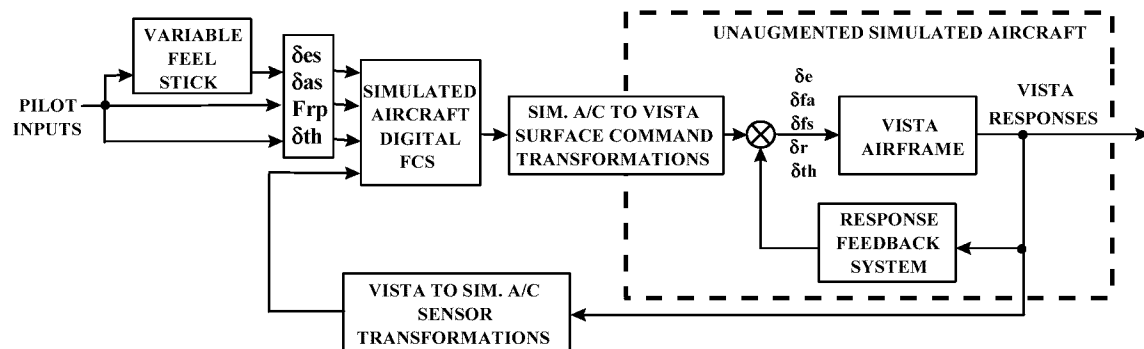 UNAUGMENTED SIMULATED AIRCRAFT
VARIABLE
FEEL
STICK
PILOT
INPUTS
δes
δas
Frp
δth
SIMULATED
AIRCRAFT
DIGITAL
FCS
SIM. A/C TO VISTA
SURFACE COMMAND
TRANSFORMATIONS
δe
δfa
δfs
δr
δth
VISTA
AIRFRAME
VISTA
RESPONSES
RESPONSE
FEEDBACK
SYSTEM
VISTA TO SIM. A/C
SENSOR
TRANSFORMATIONS